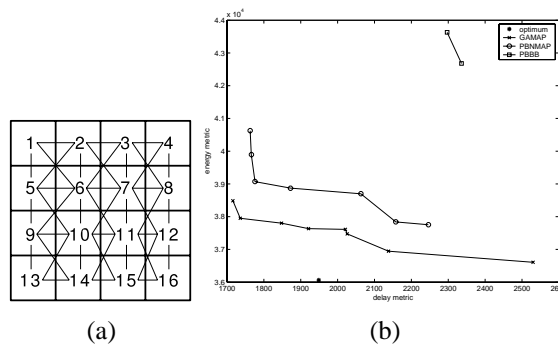 1 2 3 4
5 6 7 8
9 10 11 12
13 14 15 16
(a)
x 10⁴
4.4
4.3
4.2
4.1
4
3.9
3.8
3.7
3.6
energy metric
1700 1800 1900 2000 2100 2200 2300 2400 2500 2600
delay metric
optimum
GAMAP
PBNMAP
PBBB
(b)